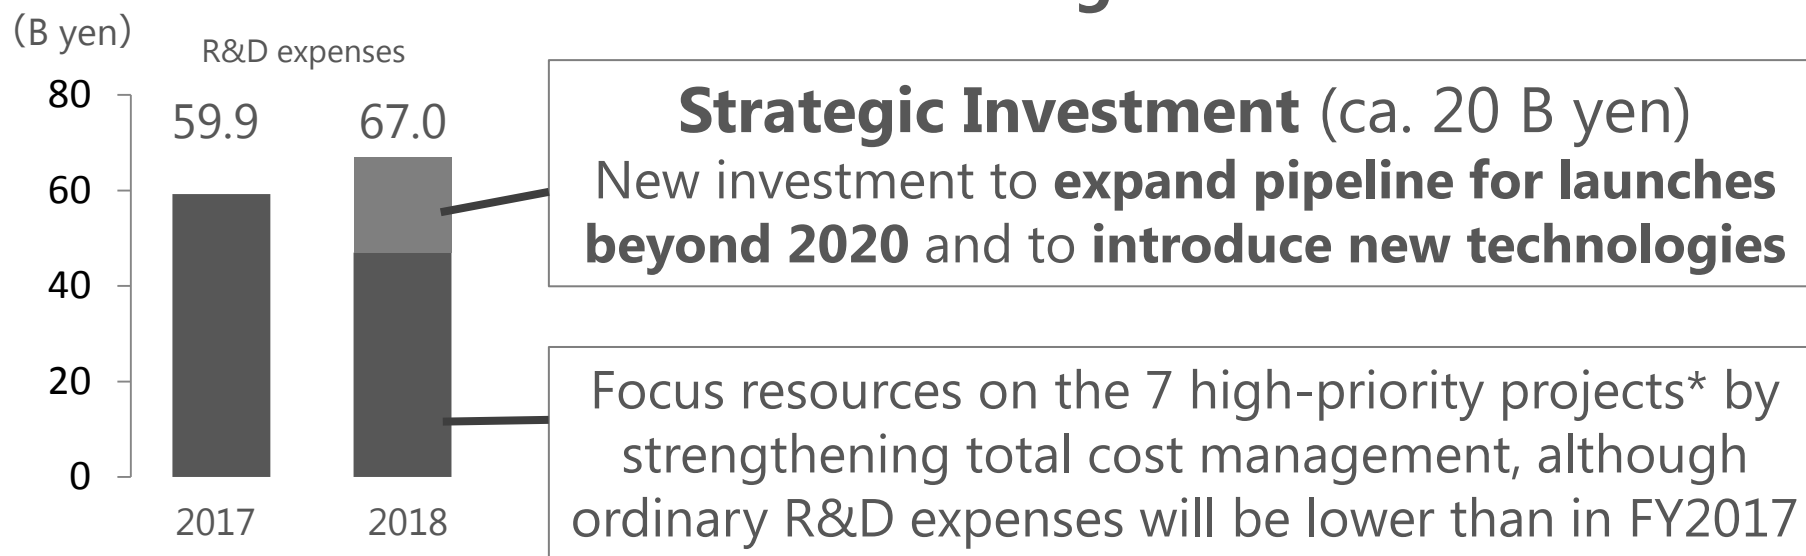 (B yen)
R&D expenses
80
60
40
20
0
59.9
67.0
2017
2018
Strategic Investment (ca. 20 B yen)
New investment to expand pipeline for launches
beyond 2020 and to introduce new technologies
Focus resources on the 7 high-priority projects* by
strengthening total cost management, although
ordinary R&D expenses will be lower than in FY2017